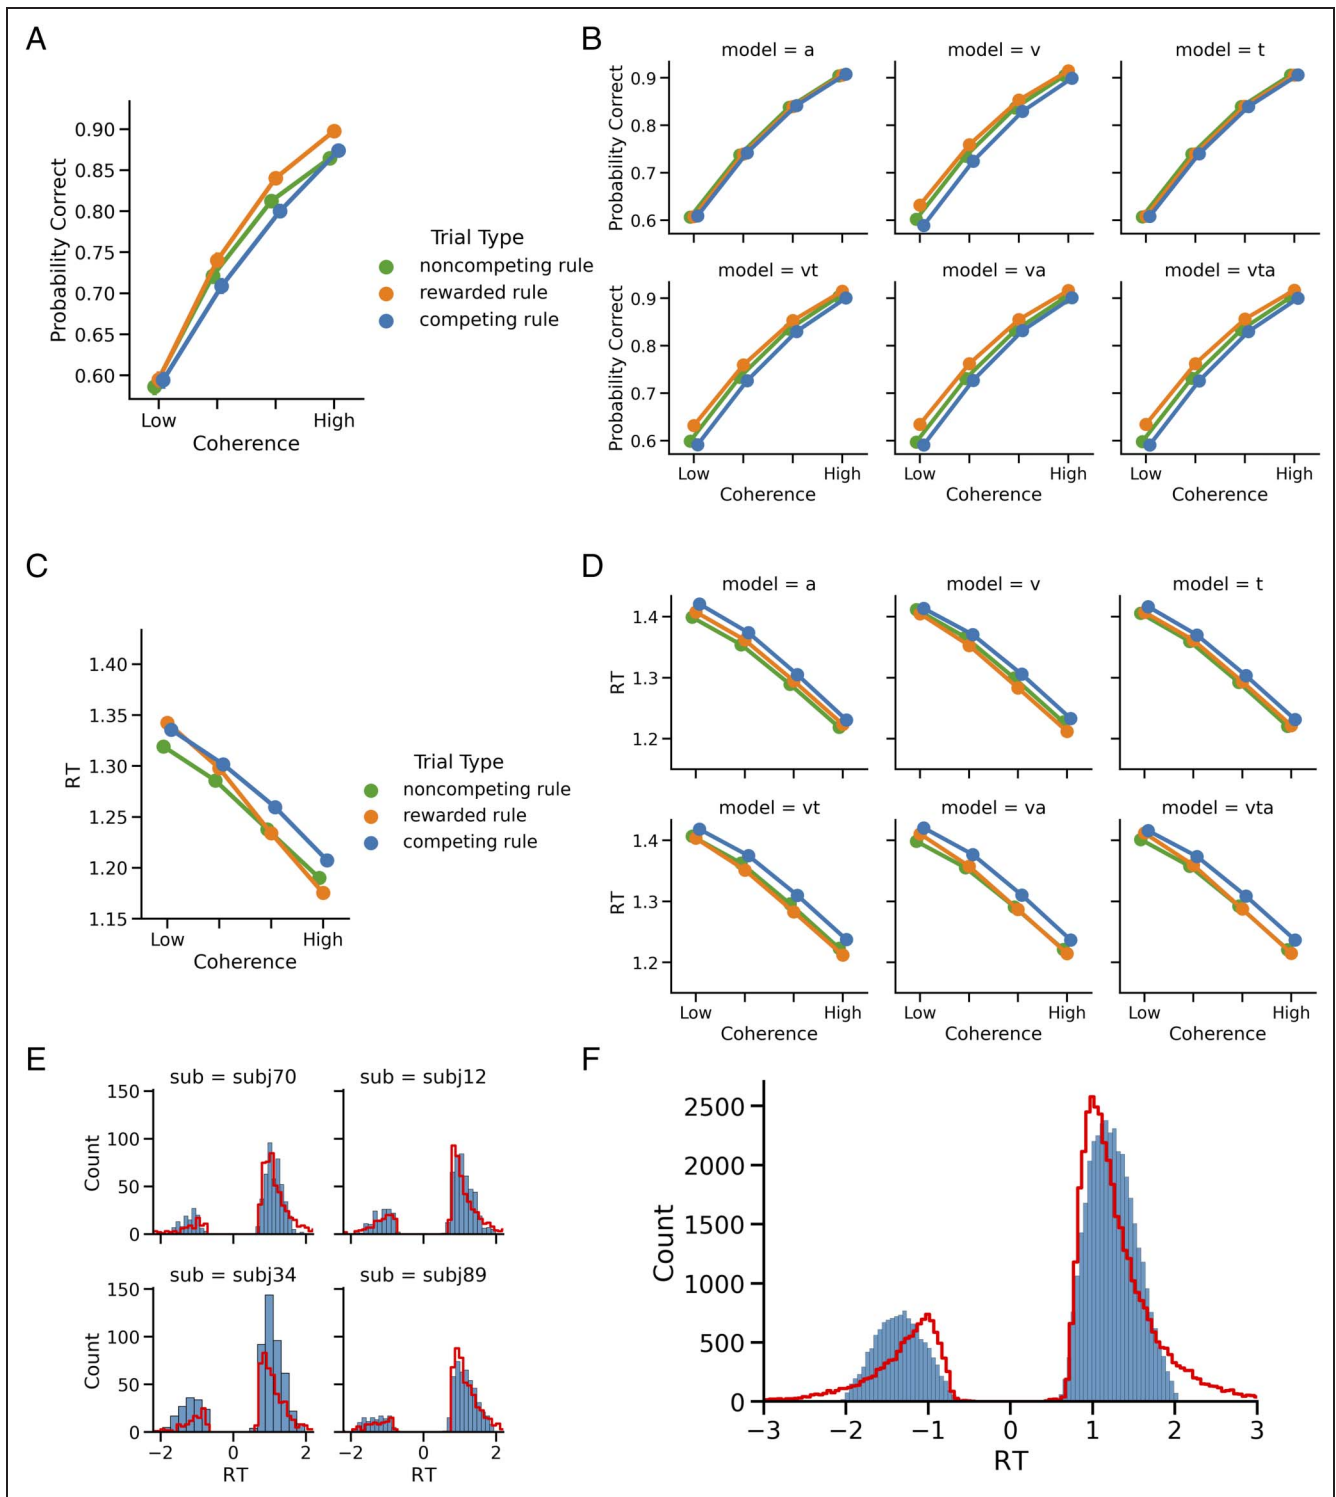 A
0.90
0.85
0.80
0.75
0.70
0.65
0.60
Probability Correct
Low
High
Coherence
Trial Type
noncompeting rule
rewarded rule
competing rule
B
model = a
model = v
model = t
0.9
0.8
0.7
0.6
Probability Correct
model = vt
model = va
model = vta
0.9
0.8
0.7
0.6
Probability Correct
Low
High
Low
High
Low
High
Coherence
Coherence
Coherence
C
1.40
1.35
1.30
1.25
1.20
1.15
RT
Low
High
Coherence
Trial Type
noncompeting rule
rewarded rule
competing rule
D
model = a
model = v
model = t
1.4
1.3
1.2
RT
model = vt
model = va
model = vta
1.4
1.3
1.2
RT
Low
High
Low
High
Low
High
Coherence
Coherence
Coherence
E
sub = subj70
sub = subj12
150
100
50
0
Count
sub = subj34
sub = subj89
150
100
50
0
Count
−2
0
2
−2
0
2
RT
RT
F
2500
2000
1500
1000
500
0
Count
−3
−2
−1
0
1
2
3
RT